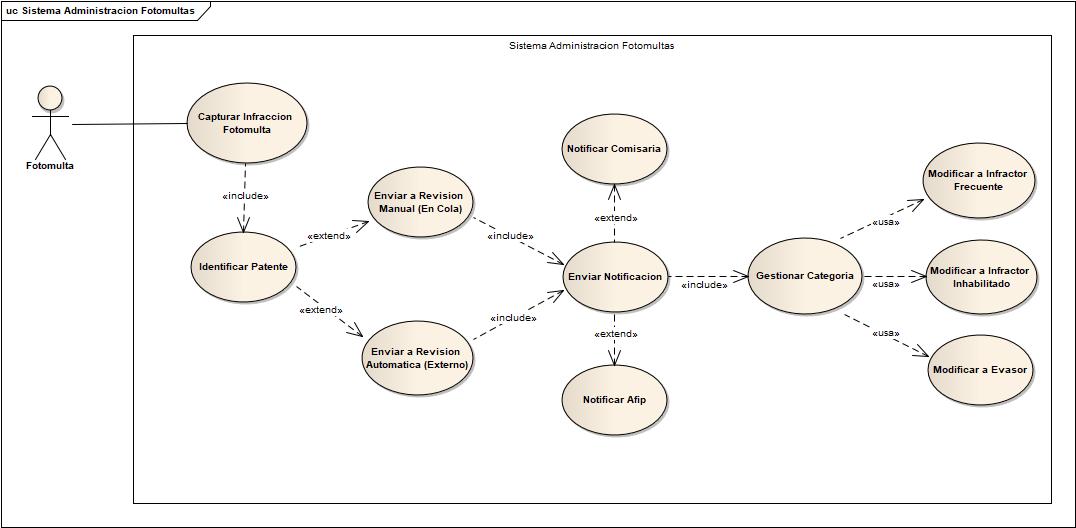 uc Sistema Administracion Fotomultas
Sistema Administracion Fotomultas
Fotomulta
Capturar Infraccion
Fotomulta
«include»
Identificar Patente
«extend»
«extend»
Enviar a Revision
Manual (En Cola)
Enviar a Revision
Automatica (Externo)
«include»
«include»
Notificar Comisaria
«extend»
Enviar Notificacion
«extend»
Notificar Afip
«include»
Gestionar Categoria
«usa»
«usa»
«usa»
Modificar a Infractor
Frecuente
Modificar a Infractor
Inhabilitado
Modificar a Evasor